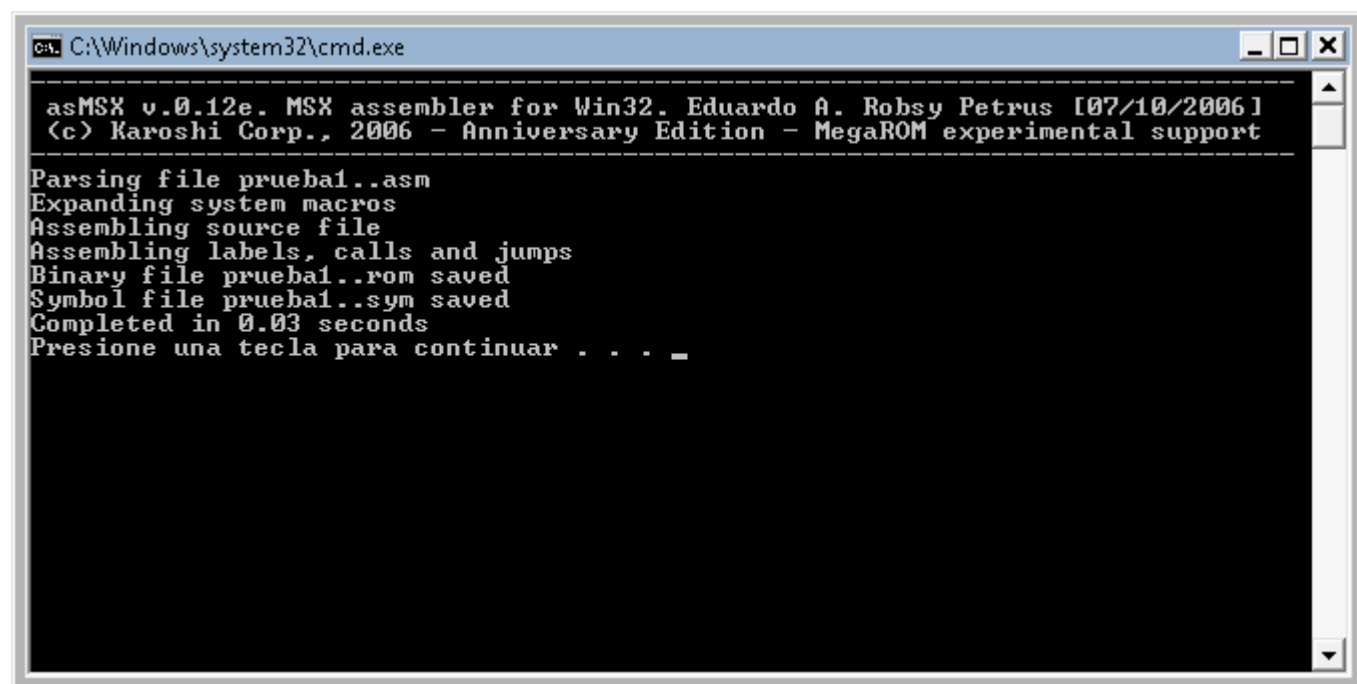 C:\Windows\system32\cmd.exe
asMSX v.0.12e. MSX assembler for Win32. Eduardo A. Robsy Petrus [07/10/2006]
(c) Karoshi Corp., 2006 - Anniversary Edition - MegaROM experimental support
Parsing file prueba1..asm
Expanding system macros
Assembling source file
Assembling labels, calls and jumps
Binary file prueba1..rom saved
Symbol file prueba1..sym saved
Completed in 0.03 seconds
Presione una tecla para continuar . . . _